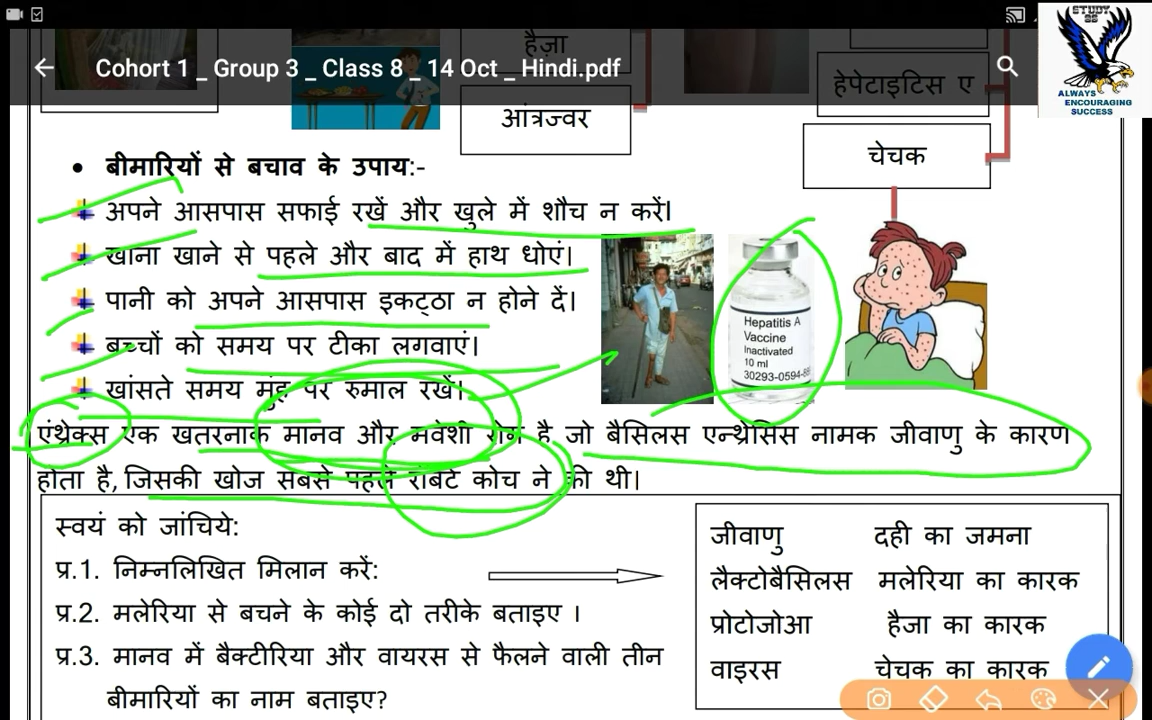 Cohort 1 _ Group 3 _ Class 8 _ 14 Oct _ Hindi.pdf
STUDY
ALWAYS
ENCOURAGING
SUCCESS
हैज़ा
हेपेटाइटिस ए
आंत्रज्वर
चेचक
• बीमारियों से बचाव के उपाय:-
अपने आसपास सफाई रखें और खुले में शौच न करें।
खाना खाने से पहले और बाद में हाथ धोएं।
पानी को अपने आसपास इकट्ठा न होने दें।
बच्चों को समय पर टीका लगवाएं।
खांसते समय मुंह पर रुमाल रखें।
Hepatitis A
Vaccine
Inactivated
10 ml
30293-0594-
एंथ्रेक्स एक खतरनाक मानव और मवेशी रोग है जो बैसिलस एन्थ्रेसिस नामक जीवाणु के कारण
होता है, जिसकी खोज सबसे पहले रॉबर्ट कोच ने की थी।
स्वयं को जांचिये:
प्र.1. निम्नलिखित मिलान करें:
प्र.2. मलेरिया से बचने के कोई दो तरीके बताइए ।
प्र.3. मानव में बैक्टीरिया और वायरस से फैलने वाली तीन
बीमारियों का नाम बताइए?
जीवाणु दही का जमना
लैक्टोबैसिलस मलेरिया का कारक
प्रोटोजोआ हैजा का कारक
वाइरस चेचक का कारक